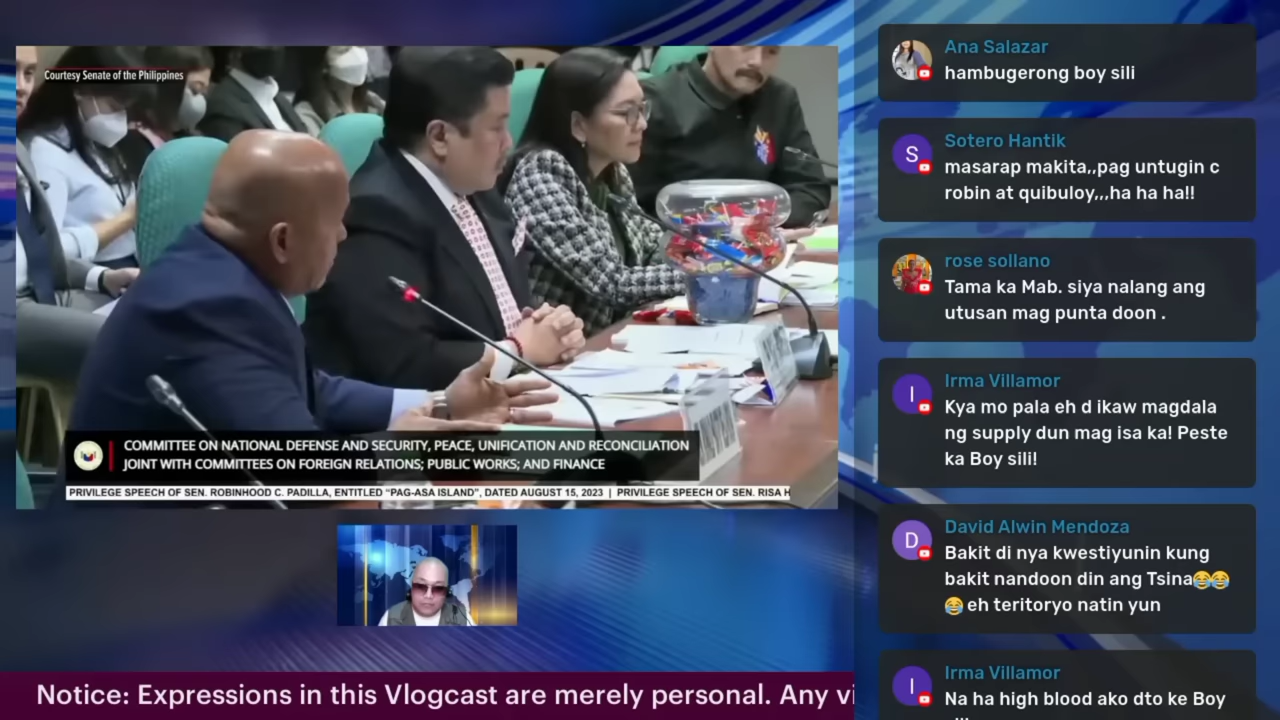 Courtesy Senate of the Philippines
COMMITTEE ON NATIONAL DEFENSE AND SECURITY, PEACE, UNIFICATION AND RECONCILIATION
JOINT WITH COMMITTEES ON FOREIGN RELATIONS; PUBLIC WORKS; AND FINANCE
PRIVILEGE SPEECH OF SEN. ROBINHOOD C. PADILLA, ENTITLED “PAG-ASA ISLAND”, DATED AUGUST 15, 2023 | PRIVILEGE SPEECH OF SEN. RISA H
Notice: Expressions in this Vlogcast are merely personal. Any vi
Ana Salazar
hambugerong boy sili
S
Sotero Hantik
masarap makita,,pag untugin c
robin at quibuloy,,,ha ha ha!!
rose sollano
Tama ka Mab. siya nalang ang
utusan mag punta doon .
I
Irma Villamor
Kya mo pala eh d ikaw magdala
ng supply dun mag isa ka! Peste
ka Boy sili!
D
David Alwin Mendoza
Bakit di nya kwestiyunin kung
bakit nandoon din ang Tsina😂😂
😂 eh teritoryo natin yun
I
Irma Villamor
Na ha high blood ako dto ke Boy